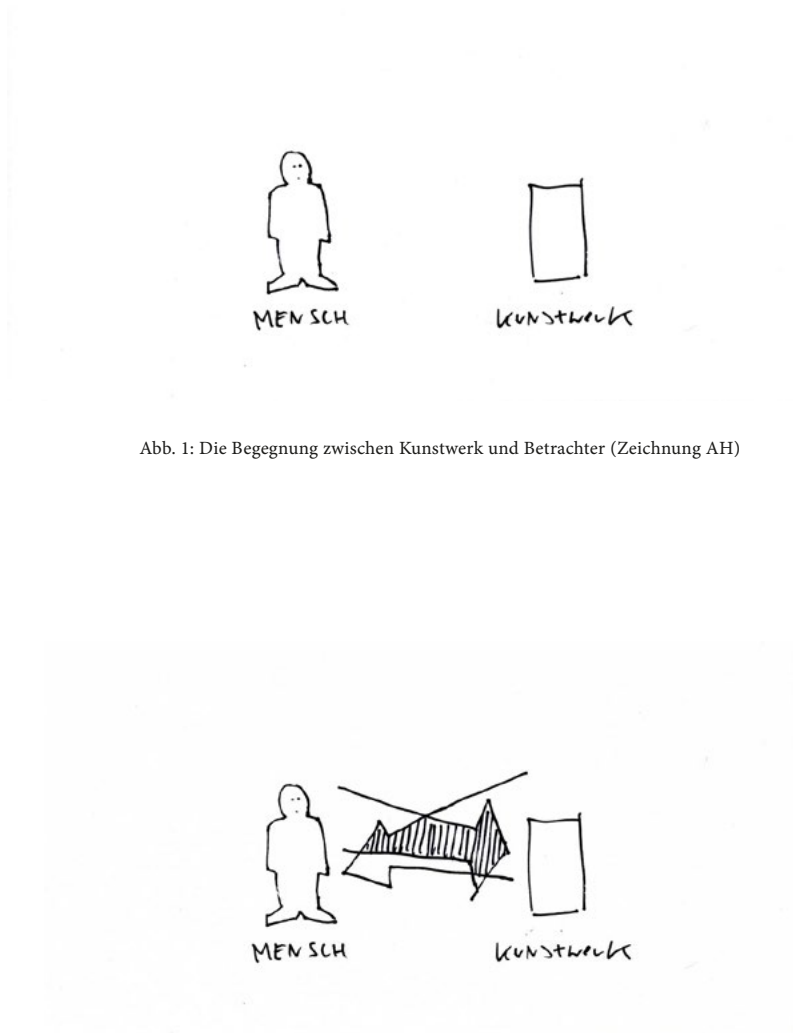 MENSCH
KUNSTWERK
Abb. 1: Die Begegnung zwischen Kunstwerk und Betrachter (Zeichnung AH)
MENSCH
KUNSTWERK